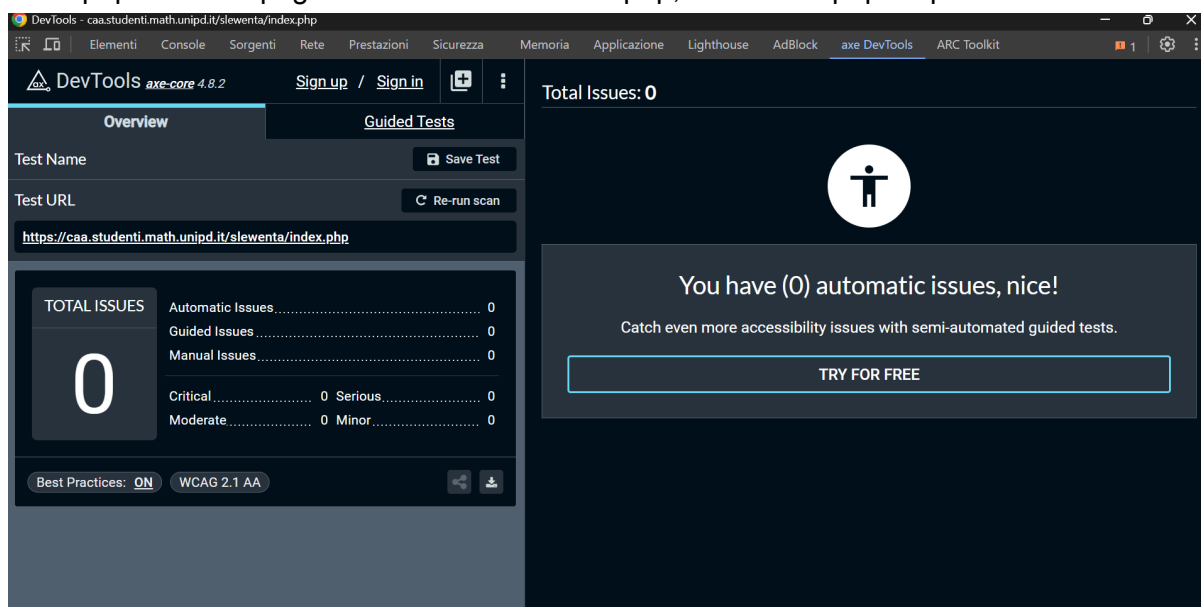 DevTools - caa.studenti.math.unipd.it/slewenta/index.php
Elementi Console Sorgenti Rete Prestazioni Sicurezza Memoria Applicazione Lighthouse AdBlock axe DevTools ARC Toolkit 1
DevTools axe-core 4.8.2 Sign up / Sign in
Overview Guided Tests
Test Name Save Test
Test URL Re-run scan
https://caa.studenti.math.unipd.it/slewenta/index.php
TOTAL ISSUES
0
Automatic Issues 0
Guided Issues 0
Manual Issues 0
Critical 0 Serious 0
Moderate 0 Minor 0
Best Practices: ON WCAG 2.1 AA
Total Issues: 0
You have (0) automatic issues, nice!
Catch even more accessibility issues with semi-automated guided tests.
TRY FOR FREE